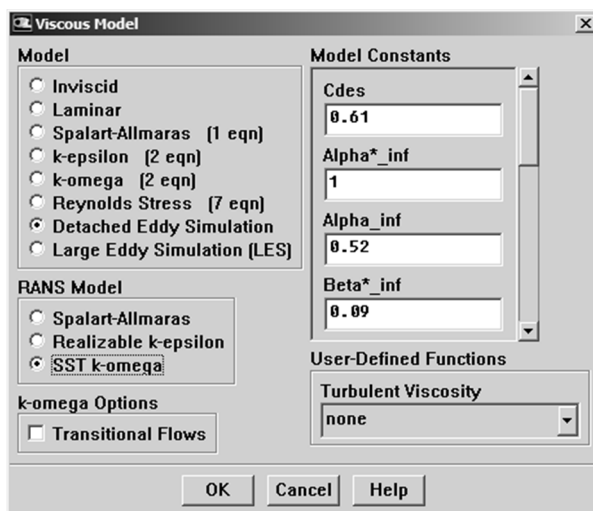 Viscous Model
Model
Inviscid
Laminar
Spalart-Allmaras (1 eqn)
k-epsilon (2 eqn)
k-omega (2 eqn)
Reynolds Stress (7 eqn)
Detached Eddy Simulation
Large Eddy Simulation (LES)
RANS Model
Spalart-Allmaras
Realizable k-epsilon
SST k-omega
k-omega Options
Transitional Flows
Model Constants
Cdes
0.61
Alpha*_inf
1
Alpha_inf
0.52
Beta*_inf
0.09
User-Defined Functions
Turbulent Viscosity
none
OK Cancel Help